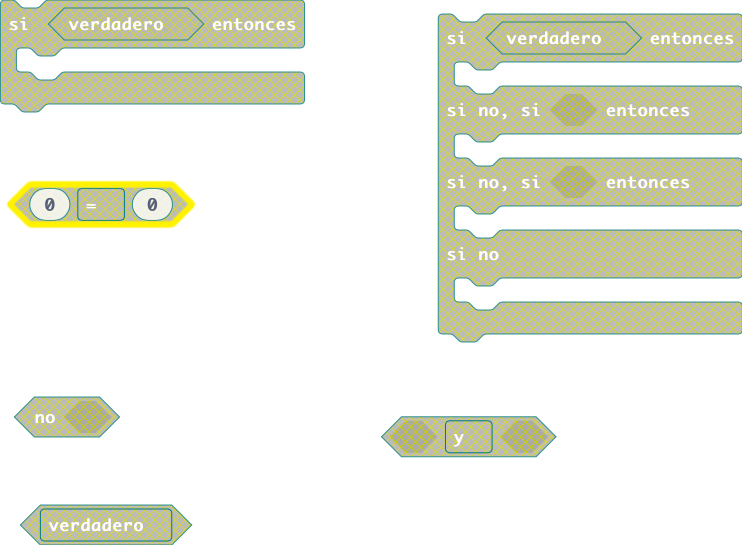 si verdadero entonces
si verdadero entonces
si no, si entonces
si no, si entonces
si no
0 = 0
no
y
verdadero